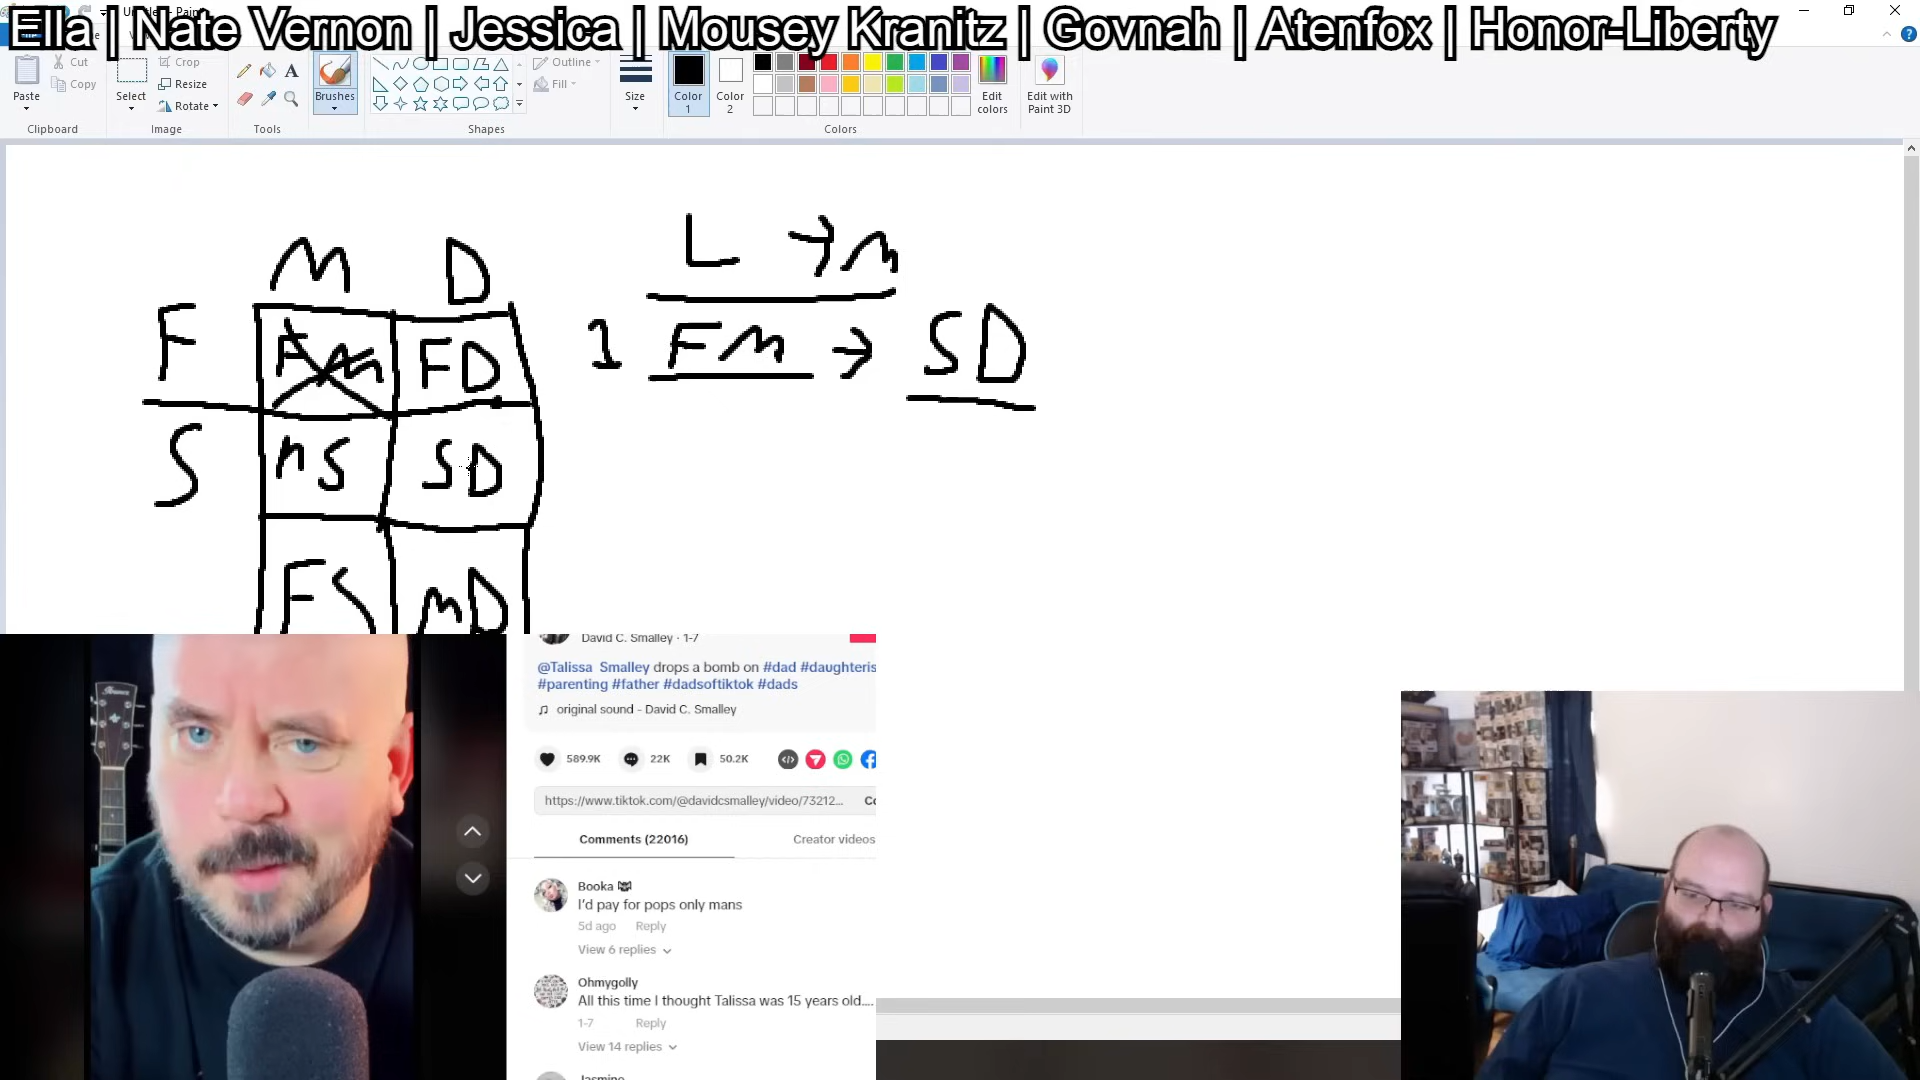 Ella | Nate Vernon | Jessica | Mousey Kranitz | Govnah | Atenfox | Honor-Liberty
Paste
Cut
Copy
Clipboard
Select
Crop
Resize
Rotate
Image
Tools
Brushes
Shapes
Outline
Fill
Size
Color 1
Color 2
Colors
Edit colors
Edit with Paint 3D
L → m
M D
F FM FD
1 FM → SD
S mS SD
FS mD
David C. Smalley · 1-7
@Talissa Smalley drops a bomb on #dad #daughteris
#parenting #father #dadsoftiktok #dads
original sound - David C. Smalley
589.9K 22K 50.2K
https://www.tiktok.com/@davidcsmalley/video/73212... Co
Comments (22016) Creator videos
Booka
I'd pay for pops only mans
5d ago Reply
View 6 replies
Ohmygolly
All this time I thought Talissa was 15 years old....
1-7 Reply
View 14 replies
Jasmine